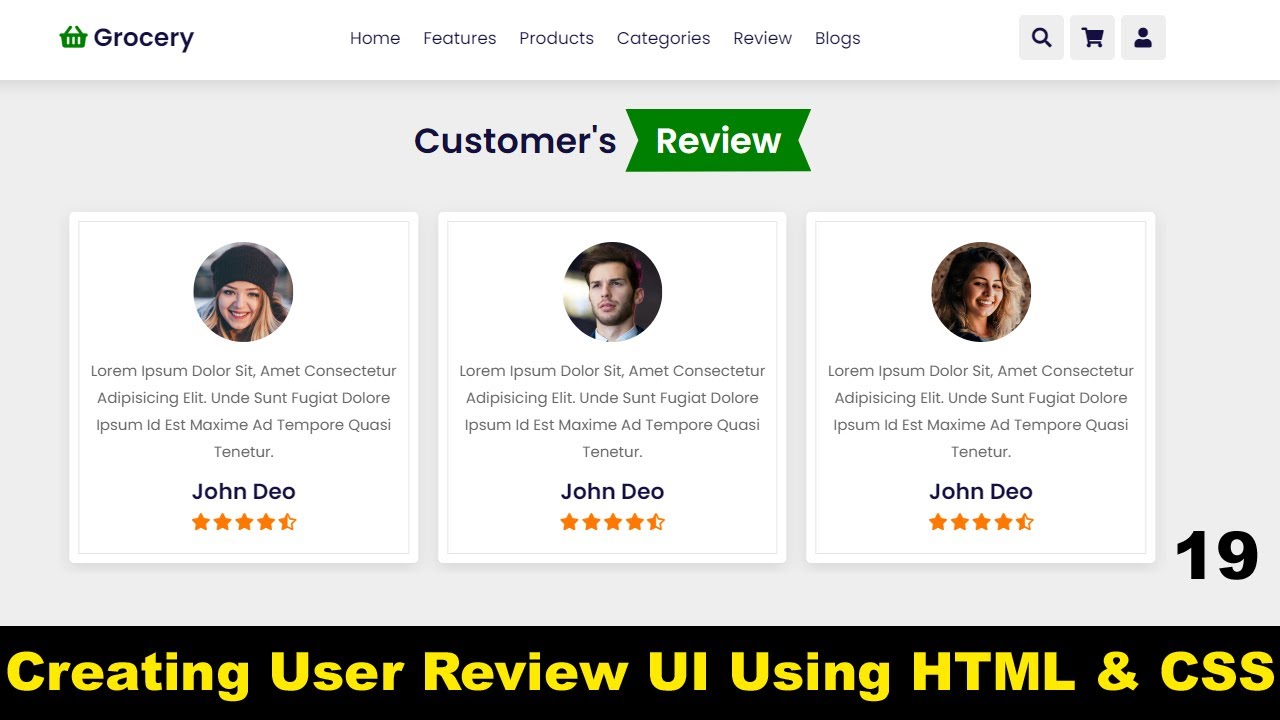 Grocery
Home Features Products Categories Review Blogs
Customer's Review
Lorem Ipsum Dolor Sit, Amet Consectetur
Adipisicing Elit. Unde Sunt Fugiat Dolore
Ipsum Id Est Maxime Ad Tempore Quasi
Tenetur.
John Deo
Lorem Ipsum Dolor Sit, Amet Consectetur
Adipisicing Elit. Unde Sunt Fugiat Dolore
Ipsum Id Est Maxime Ad Tempore Quasi
Tenetur.
John Deo
Lorem Ipsum Dolor Sit, Amet Consectetur
Adipisicing Elit. Unde Sunt Fugiat Dolore
Ipsum Id Est Maxime Ad Tempore Quasi
Tenetur.
John Deo
19
Creating User Review UI Using HTML & CSS